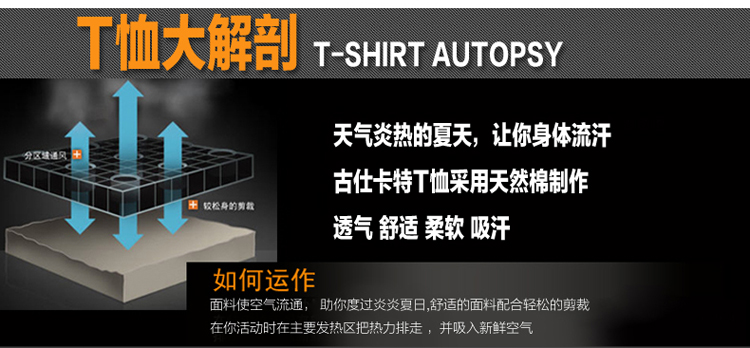 T恤大解剖 T-SHIRT AUTOPSY
分区域通风
较松身的剪裁
天气炎热的夏天，让你身体流汗
古仕卡特T恤采用天然棉制作
透气 舒适 柔软 吸汗
如何运作
面料使空气流通， 助你度过炎炎夏日,舒适的面料配合轻松的剪裁
在你活动时在主要发热区把热力排走 ，并吸入新鲜空气